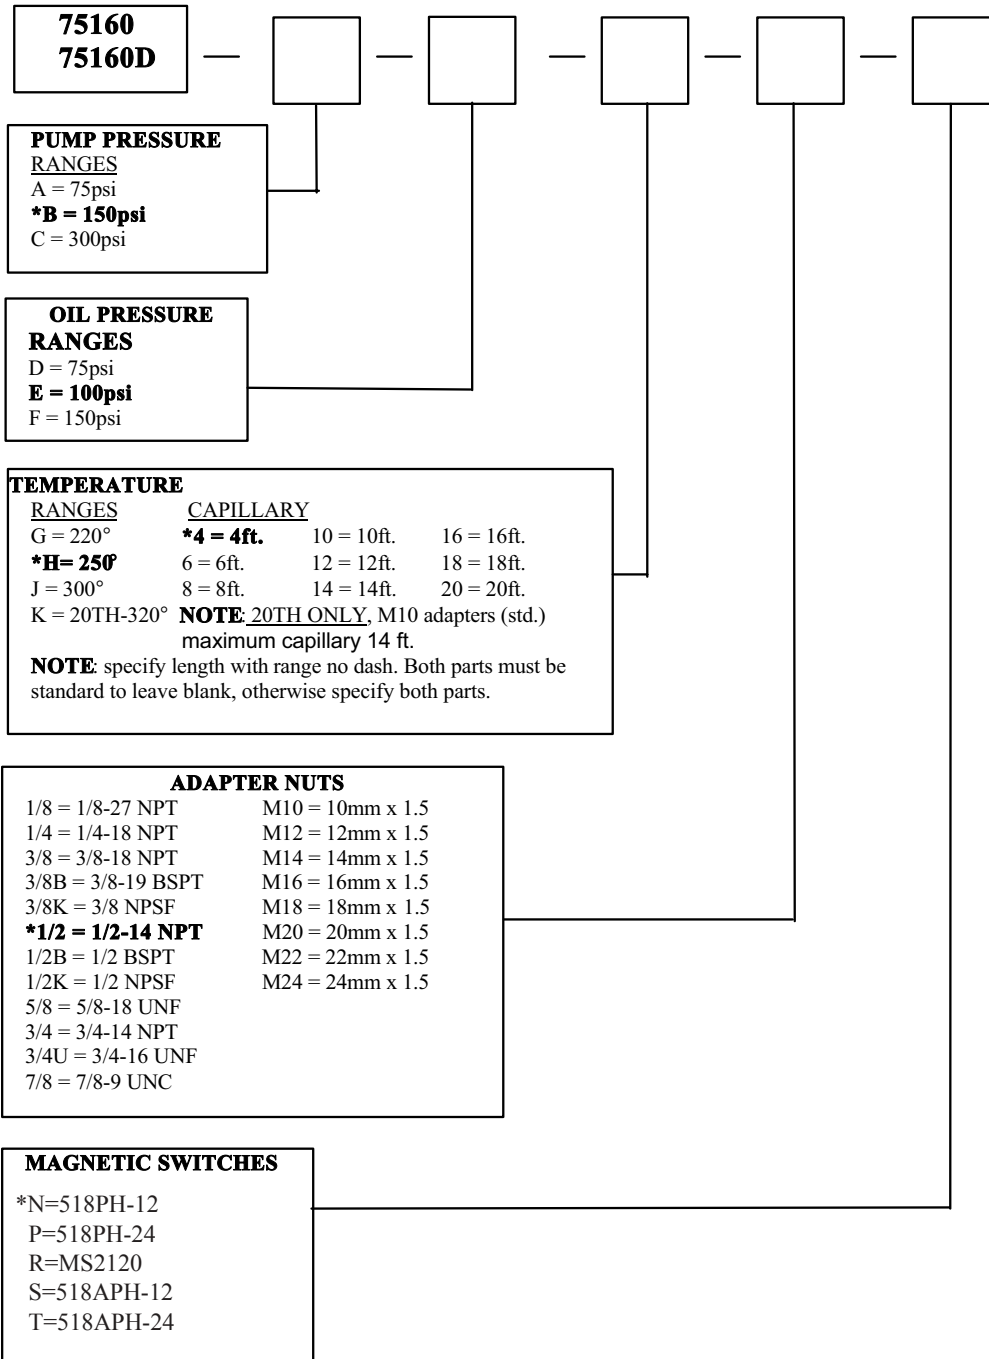 75160
75160D
PUMP PRESSURE
RANGES
A = 75psi
*B = 150psi
C = 300psi
OIL PRESSURE
RANGES
D = 75psi
E = 100psi
F = 150psi
TEMPERATURE
RANGES CAPILLARY
G = 220° *4 = 4ft. 10 = 10ft. 16 = 16ft.
*H= 250° 6 = 6ft. 12 = 12ft. 18 = 18ft.
J = 300° 8 = 8ft. 14 = 14ft. 20 = 20ft.
K = 20TH-320° NOTE: 20TH ONLY, M10 adapters (std.)
maximum capillary 14 ft.
NOTE: specify length with range no dash. Both parts must be
standard to leave blank, otherwise specify both parts.
ADAPTER NUTS
1/8 = 1/8-27 NPT M10 = 10mm x 1.5
1/4 = 1/4-18 NPT M12 = 12mm x 1.5
3/8 = 3/8-18 NPT M14 = 14mm x 1.5
3/8B = 3/8-19 BSPT M16 = 16mm x 1.5
3/8K = 3/8 NPSF M18 = 18mm x 1.5
*1/2 = 1/2-14 NPT M20 = 20mm x 1.5
1/2B = 1/2 BSPT M22 = 22mm x 1.5
1/2K = 1/2 NPSF M24 = 24mm x 1.5
5/8 = 5/8-18 UNF
3/4 = 3/4-14 NPT
3/4U = 3/4-16 UNF
7/8 = 7/8-9 UNC
MAGNETIC SWITCHES
*N=518PH-12
P=518PH-24
R=MS2120
S=518APH-12
T=518APH-24